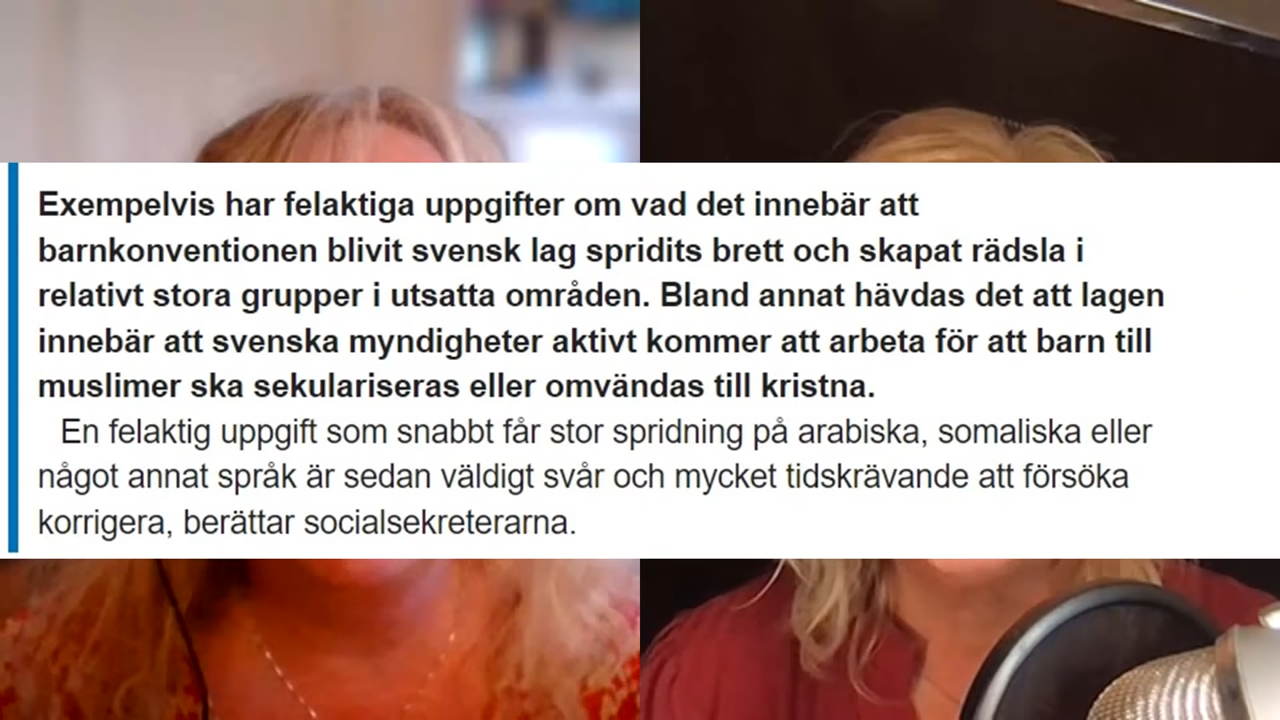 Exempelvis har felaktiga uppgifter om vad det innebär att
barnkonventionen blivit svensk lag spridits brett och skapat rädsla i
relativt stora grupper i utsatta områden. Bland annat hävdas det att lagen
innebär att svenska myndigheter aktivt kommer att arbeta för att barn till
muslimer ska sekulariseras eller omvändas till kristna.
En felaktig uppgift som snabbt får stor spridning på arabiska, somaliska eller
något annat språk är sedan väldigt svår och mycket tidskrävande att försöka
korrigera, berättar socialsekreterarna.